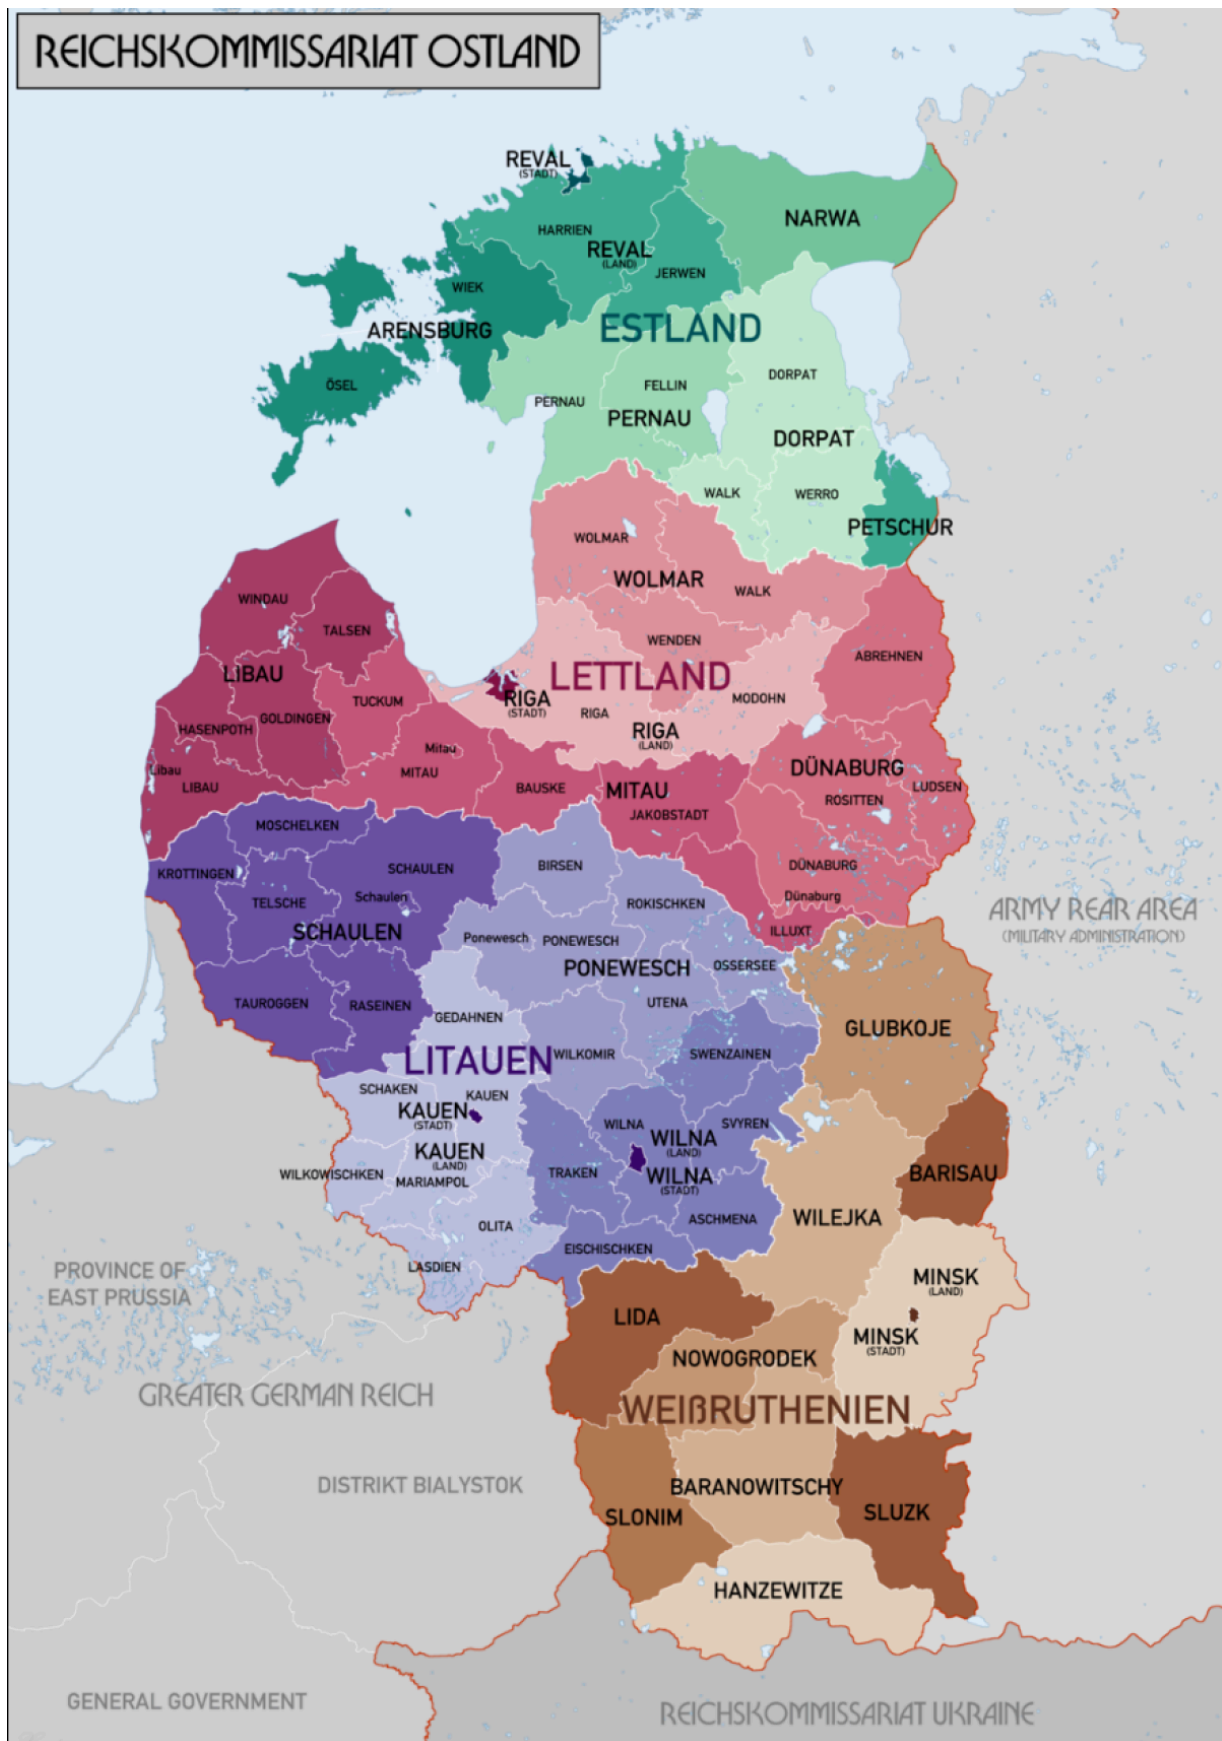 REICHSKOMMISSARIAT OSTLAND
REVAL
(STADT)
NARWA
HARRIEN
REVAL
(LAND)
JERWEN
WIEK
ARENSBURG
ESTLAND
ÖSEL
DORPAT
FELLIN
PERNAU
PERNAU
DORPAT
WALK
WERRO
PETSCHUR
WOLMAR
WOLMAR
WALK
WINDAU
TALSEN
WENDEN
ABREHNEN
LIBAU
LETTLAND
TUCKUM
RIGA
(STADT)
MODOHN
RIGA
GOLDINGEN
HASENPOTH
RIGA
(LAND)
Mitau
MITAU
Libau
LIBAU
BAUSKE
MITAU
DÜNABURG
LUDSEN
ROSITTEN
JAKOBSTADT
MOSCHELKEN
KROTTINGEN
SCHAULEN
BIRSEN
DÜNABURG
Dünaburg
TELSCHE
Schaulen
ROKISCHKEN
ILLUXT
ARMY REAR AREA
(MILITARY ADMINISTRATION)
SCHAULEN
Ponewesch
PONEWESCH
PONEWESCH
OSSERSEE
TAUROGGEN
RASEINEN
UTENA
GEDAHNEN
GLUBKOJE
LITAUEN
WILKOMIR
SWENZAINEN
SCHAKEN
KAUEN
KAUEN
(STADT)
WILNA
SVYREN
WILNA
(LAND)
KAUEN
(LAND)
WILKOWISCHKEN
MARIAMPOL
TRAKEN
WILNA
(STADT)
BARISAU
OLITA
ASCHMENA
WILEJKA
EISCHISCHKEN
LASDIEN
PROVINCE OF
EAST PRUSSIA
MINSK
(LAND)
LIDA
MINSK
(STADT)
NOWOGRODEK
GREATER GERMAN REICH
WEIßRUTHENIEN
DISTRIKT BIALYSTOK
BARANOWITSCHY
SLONIM
SLUZK
HANZEWITZE
GENERAL GOVERNMENT
REICHSKOMMISSARIAT UKRAINE